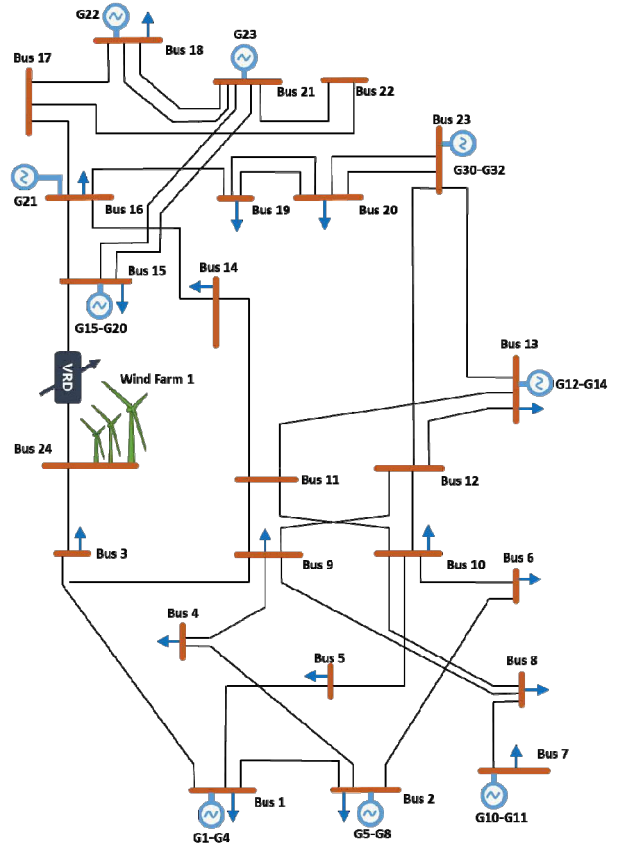 G22
Bus 18
G23
Bus 17
Bus 21
Bus 22
Bus 23
G30-G32
G21
Bus 16
Bus 19
Bus 20
Bus 15
Bus 14
G15-G20
Bus 13
VRD
Wind Farm 1
G12-G14
Bus 24
Bus 11
Bus 12
Bus 3
Bus 9
Bus 10
Bus 6
Bus 4
Bus 5
Bus 8
Bus 7
Bus 1
Bus 2
G10-G11
G1-G4
G5-G8